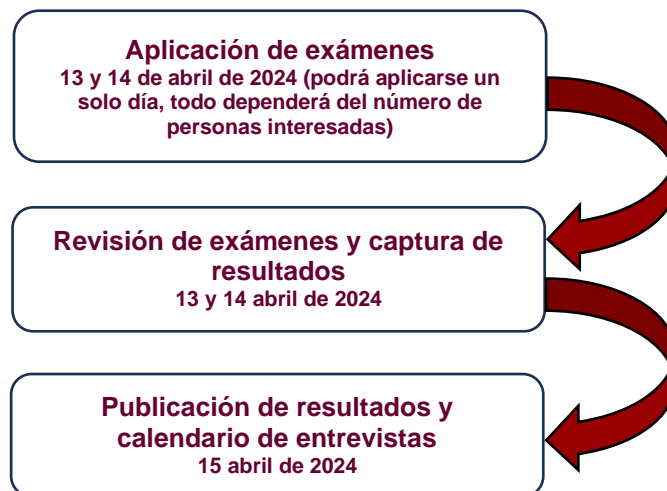 Aplicación de exámenes
13 y 14 de abril de 2024 (podrá aplicarse un
solo día, todo dependerá del número de
personas interesadas)
Revisión de exámenes y captura de
resultados
13 y 14 abril de 2024
Publicación de resultados y
calendario de entrevistas
15 abril de 2024